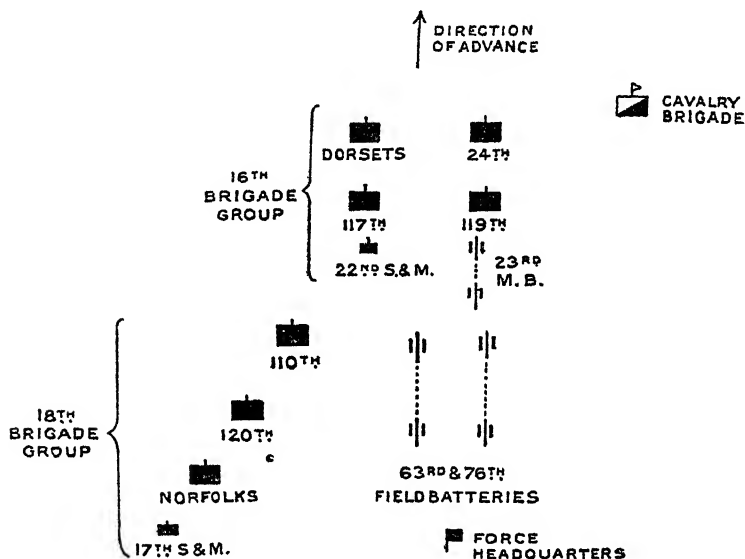 DIRECTION
OF ADVANCE
CAVALRY
BRIGADE
DORSETS
24TH
16TH
BRIGADE
GROUP
117TH
119TH
22ND S.&M.
23RD
M.B.
110TH
18TH
BRIGADE
GROUP
120TH
c
NORFOLKS
63RD & 76TH
FIELD BATTERIES
17TH S&M.
FORCE
HEADQUARTERS